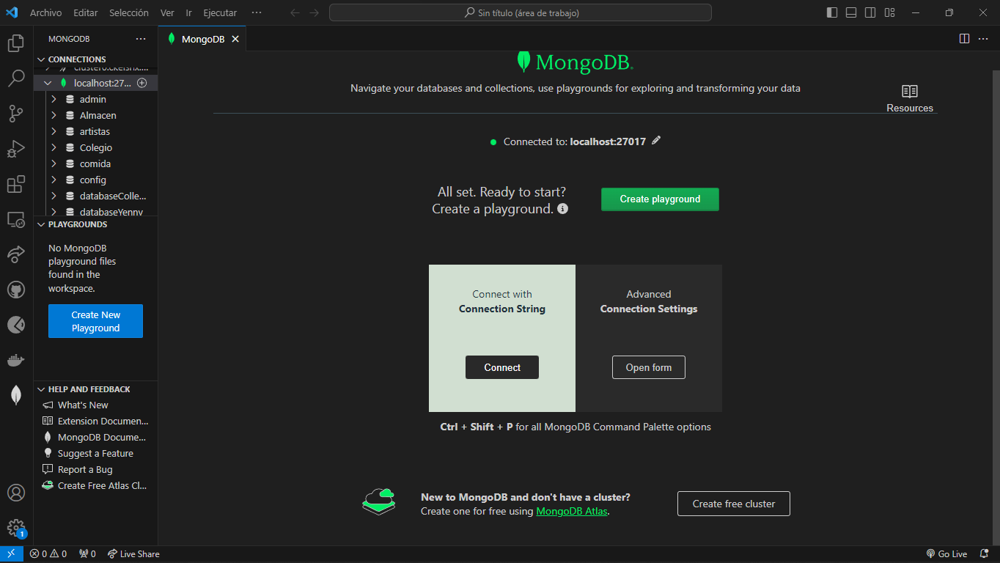 Archivo Editar Selección Ver Ir Ejecutar ···
Sin título (área de trabajo)
MONGODB ···
MongoDB
CONNECTIONS
cluster0.ckeishx....
localhost:27...
admin
Almacen
artistas
Colegio
comida
config
databaseColle...
databaseYenny
PLAYGROUNDS
No MongoDB
playground files
found in the
workspace.
Create New
Playground
HELP AND FEEDBACK
What's New
Extension Documen...
MongoDB Docume...
Suggest a Feature
Report a Bug
Create Free Atlas Cl...
MongoDB.
Navigate your databases and collections, use playgrounds for exploring and transforming your data
Resources
Connected to: localhost:27017
All set. Ready to start?
Create a playground.
Create playground
Connect with
Connection String
Connect
Advanced
Connection Settings
Open form
Ctrl + Shift + P for all MongoDB Command Palette options
New to MongoDB and don't have a cluster?
Create one for free using MongoDB Atlas.
Create free cluster
1
0 0 0 Live Share
Go Live